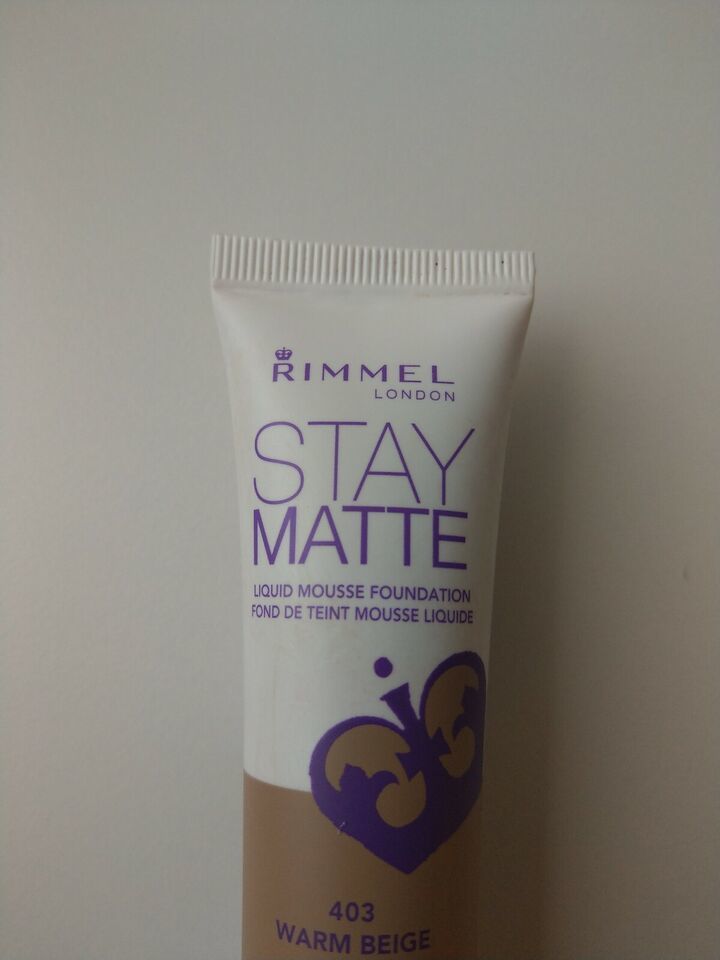 RIMMEL
LONDON
STAY
MATTE
LIQUID MOUSSE FOUNDATION
FOND DE TEINT MOUSSE LIQUIDE
403
WARM BEIGE